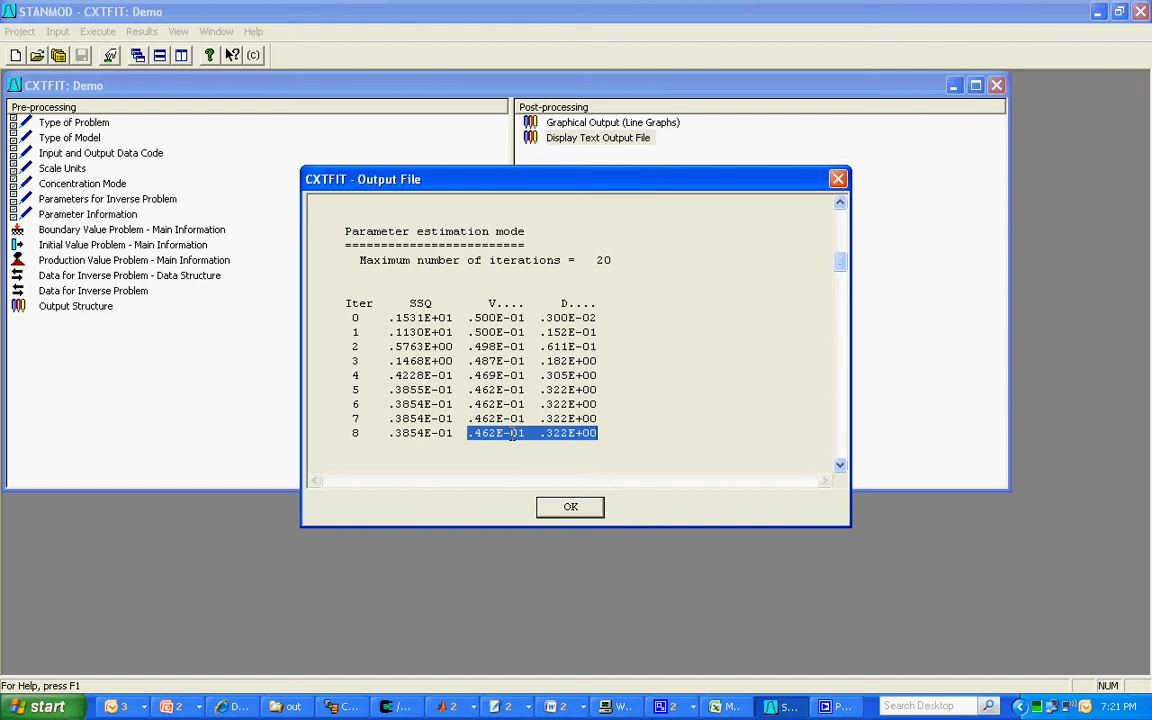 STANMOD - CXTFIT: Demo
Project Input Execute Results View Window Help
(c)
CXTFIT: Demo
Pre-processing
Type of Problem
Type of Model
Input and Output Data Code
Scale Units
Concentration Mode
Parameters for Inverse Problem
Parameter Information
Boundary Value Problem - Main Information
Initial Value Problem - Main Information
Production Value Problem - Main Information
Data for Inverse Problem - Data Structure
Data for Inverse Problem
Output Structure
Post-processing
Graphical Output (Line Graphs)
Display Text Output File
CXTFIT - Output File
Parameter estimation mode
=========================
Maximum number of iterations = 20
Iter SSQ V.... D....
0 .1531E+01 .500E-01 .300E-02
1 .1130E+01 .500E-01 .152E-01
2 .5763E+00 .498E-01 .611E-01
3 .1468E+00 .487E-01 .182E+00
4 .4228E-01 .469E-01 .305E+00
5 .3855E-01 .462E-01 .322E+00
6 .3854E-01 .462E-01 .322E+00
7 .3854E-01 .462E-01 .322E+00
8 .3854E-01 .462E-01 .322E+00
OK
For Help, press F1
NUM
start 3 2 D... out C... /... 2 2 2 W... 2 M... S... P... Search Desktop 7:21 PM